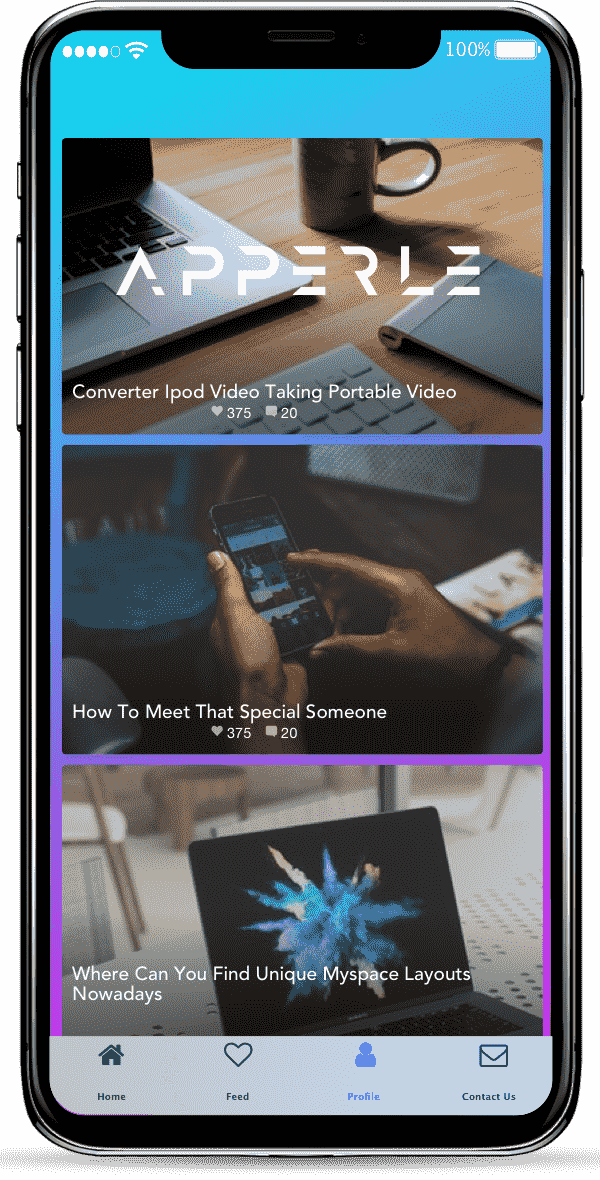 100%
APPERLE
Converter Ipod Video Taking Portable Video
375 20
How To Meet That Special Someone
375 20
Where Can You Find Unique Myspace Layouts
Nowadays
Home Feed Profile Contact Us